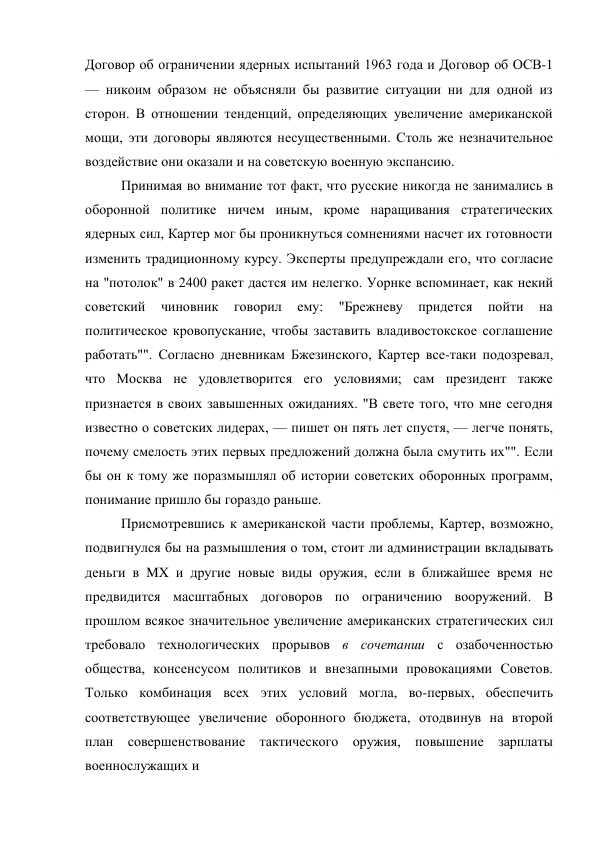 Договор об ограничении ядерных испытаний 1963 года и Договор об ОСВ-1
— никоим образом не объясняли бы развитие ситуации ни для одной из
сторон. В отношении тенденций, определяющих увеличение американской
мощи, эти договоры являются несущественными. Столь же незначительное
воздействие они оказали и на советскую военную экспансию.
Принимая во внимание тот факт, что русские никогда не занимались в
оборонной политике ничем иным, кроме наращивания стратегических
ядерных сил, Картер мог бы проникнуться сомнениями насчет их готовности
изменить традиционному курсу. Эксперты предупреждали его, что согласие
на "потолок" в 2400 ракет дастся им нелегко. Уорнке вспоминает, как некий
советский чиновник говорил ему: "Брежневу придется пойти на
политическое кровопускание, чтобы заставить владивостокское соглашение
работать"". Согласно дневникам Бжезинского, Картер все-таки подозревал,
что Москва не удовлетворится его условиями; сам президент также
признается в своих завышенных ожиданиях. "В свете того, что мне сегодня
известно о советских лидерах, — пишет он пять лет спустя, — легче понять,
почему смелость этих первых предложений должна была смутить их"". Если
бы он к тому же поразмышлял об истории советских оборонных программ,
понимание пришло бы гораздо раньше.
Присмотревшись к американской части проблемы, Картер, возможно,
подвигнулся бы на размышления о том, стоит ли администрации вкладывать
деньги в МХ и другие новые виды оружия, если в ближайшее время не
предвидится масштабных договоров по ограничению вооружений. В
прошлом всякое значительное увеличение американских стратегических сил
требовало технологических прорывов в сочетании с озабоченностью
общества, консенсусом политиков и внезапными провокациями Советов.
Только комбинация всех этих условий могла, во-первых, обеспечить
соответствующее увеличение оборонного бюджета, отодвинув на второй
план совершенствование тактического оружия, повышение зарплаты
военнослужащих и